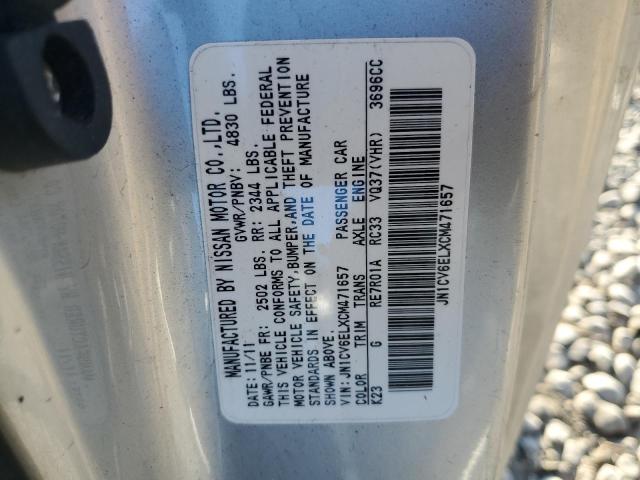 MANUFACTURED BY NISSAN MOTOR CO.,LTD.
DATE: 11/11 GVWR/PNBV: 4830 LBS.
GAWR/PNBE FR: 2502 LBS. RR: 2344 LBS.
THIS VEHICLE CONFORMS TO ALL APPLICABLE FEDERAL
MOTOR VEHICLE SAFETY,BUMPER,AND THEFT PREVENTION
STANDARDS IN EFFECT ON THE DATE OF MANUFACTURE
SHOWN ABOVE.
VIN: JN1CV6ELXCM471657 PASSENGER CAR
COLOR TRIM TRANS AXLE ENGINE
K23 G RE7R01A RC33 VQ37(VHR) 3696CC
JN1CV6ELXCM471657